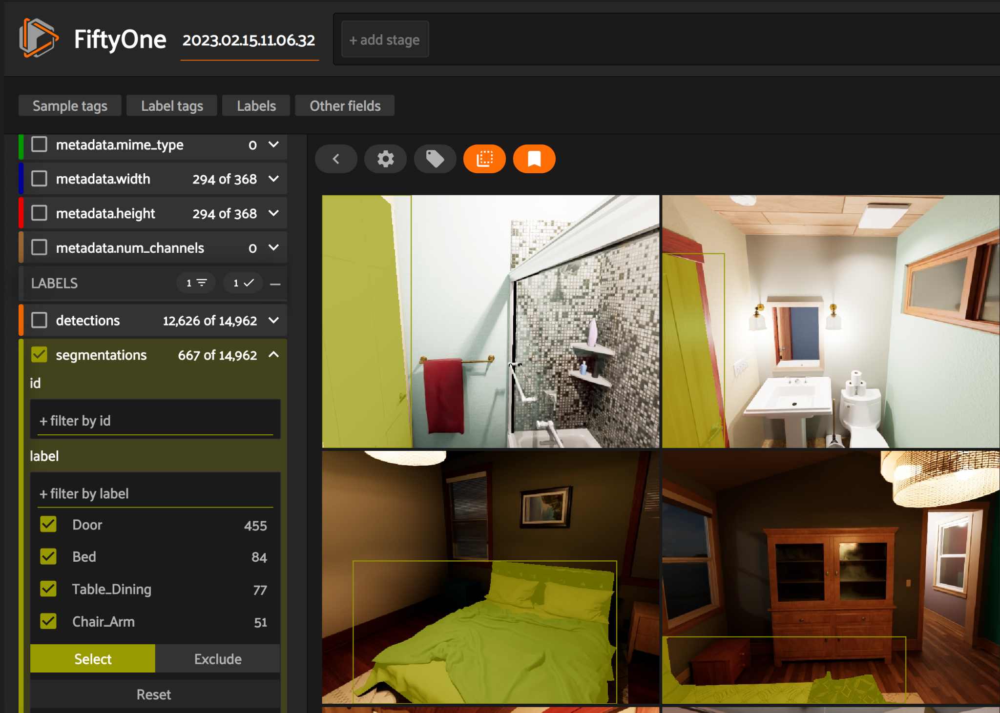 FiftyOne 2023.02.15.11.06.32 + add stage
Sample tags Label tags Labels Other fields
metadata.mime_type 0
metadata.width 294 of 368
metadata.height 294 of 368
metadata.num_channels 0
LABELS 1 1
detections 12,626 of 14,962
segmentations 667 of 14,962
id
+ filter by id
label
+ filter by label
Door 455
Bed 84
Table_Dining 77
Chair_Arm 51
Select Exclude
Reset